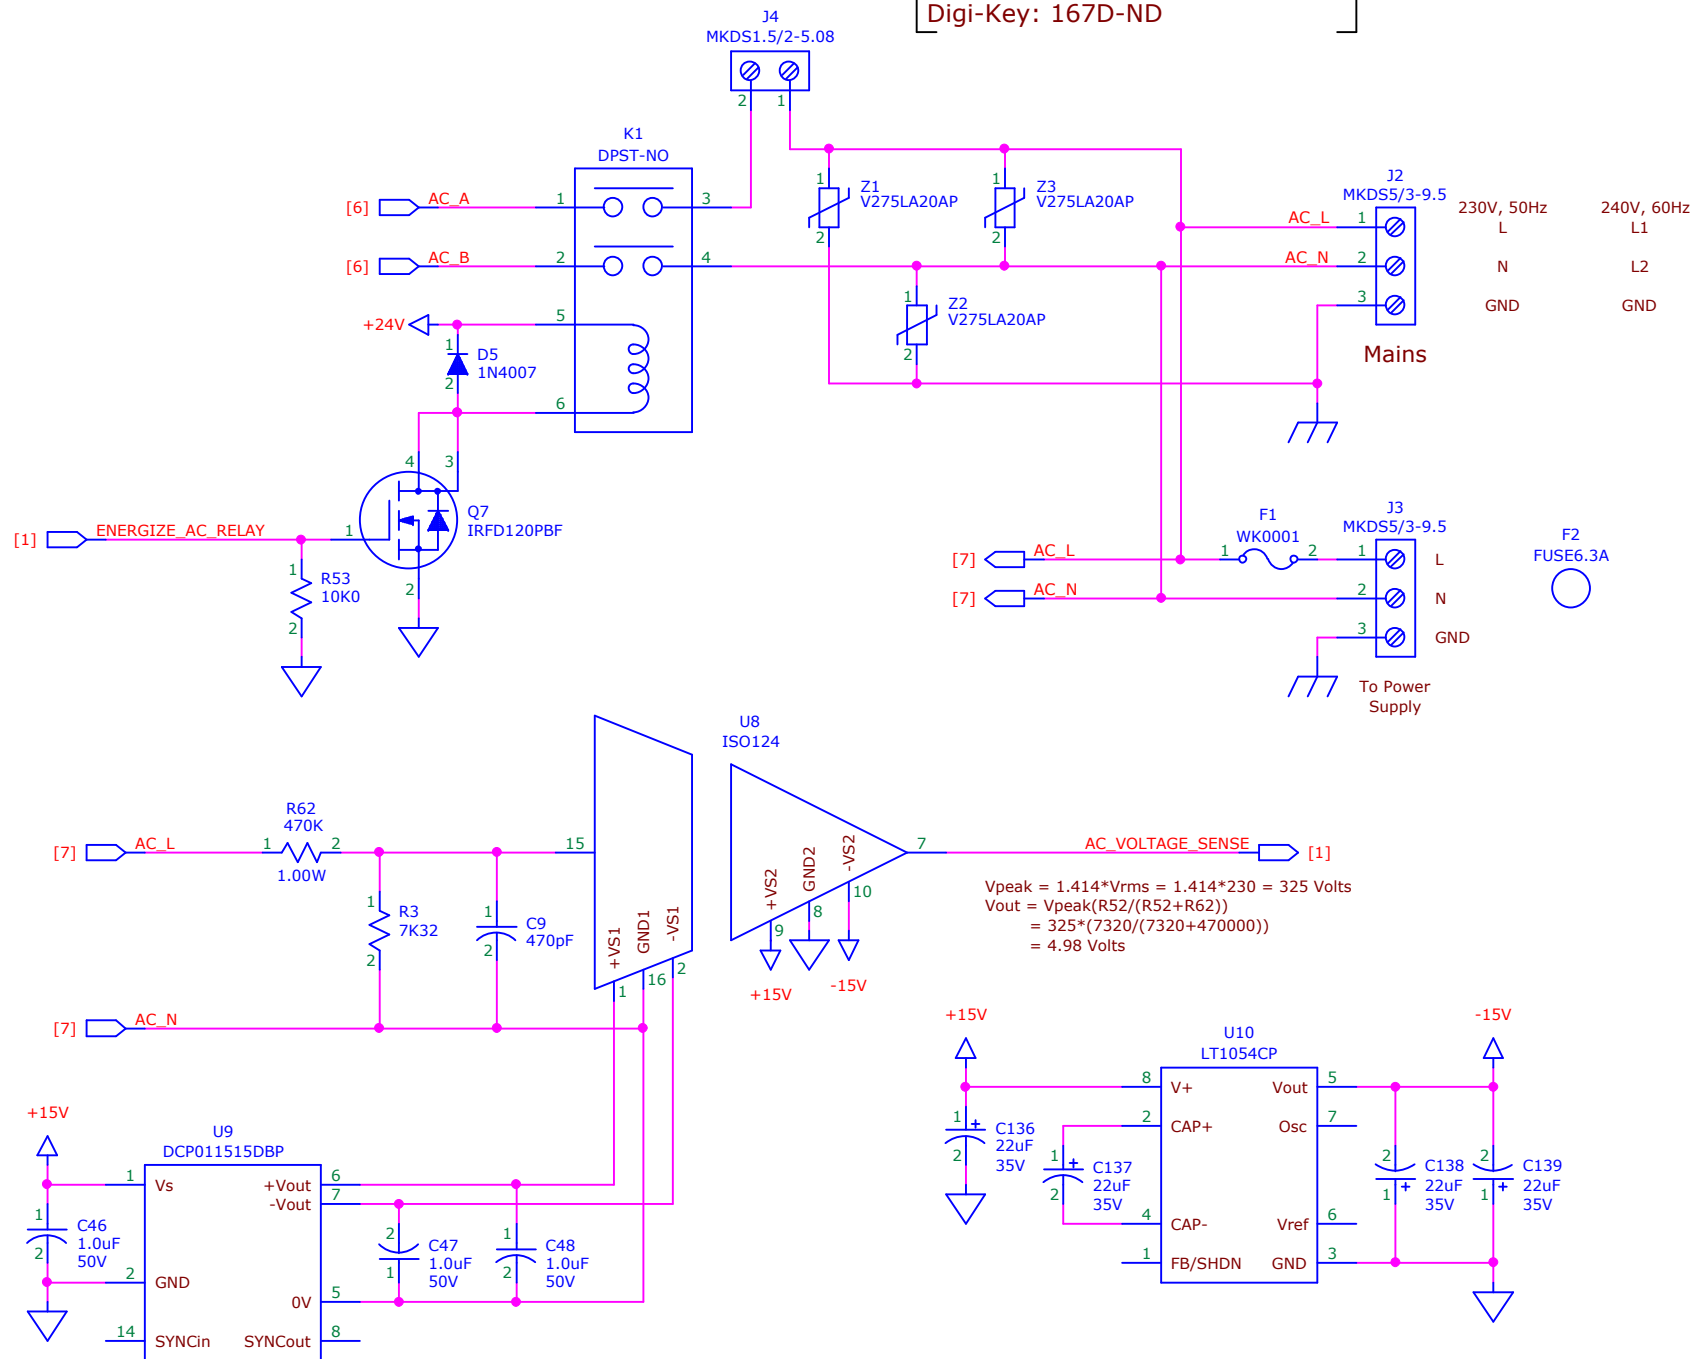 Digi-Key: 167D-ND
J4
MKDS1.5/2-5.08
2 1
K1
DPST-NO
[6] AC_A 1 3
[6] AC_B 2 4
+24V 5
1
D5
1N4007
2
6
4 3
Q7
IRFD120PBF
[1] ENERGIZE_AC_RELAY 1
1
R53
10K0
2
2
1
Z1
V275LA20AP
2
1
Z3
V275LA20AP
2
1
Z2
V275LA20AP
2
J2
MKDS5/3-9.5
AC_L 1
AC_N 2
3
230V, 50Hz 240V, 60Hz
L L1
N L2
GND GND
Mains
[7] AC_L
[7] AC_N
F1
WK0001
1 2
J3
MKDS5/3-9.5
1 L
2 N
3 GND
To Power
Supply
F2
FUSE6.3A
U8
ISO124
[7] AC_L
R62
470K
1 2
1.00W
15
1
R3
7K32
2
1
C9
470pF
2
[7] AC_N
+VS1
GND1
-VS1
1 16 2
+VS2
GND2
-VS2
9 8 10
+15V -15V
7 AC_VOLTAGE_SENSE [1]
Vpeak = 1.414*Vrms = 1.414*230 = 325 Volts
Vout = Vpeak(R52/(R52+R62))
= 325*(7320/(7320+470000))
= 4.98 Volts
+15V
U9
DCP011515DBP
1 Vs +Vout 6
-Vout 7
1
C46
1.0uF
50V
2
2 GND
0V 5
14 SYNCin SYNCout 8
2
C47
1.0uF
50V
1
1
C48
1.0uF
50V
2
+15V
-15V
U10
LT1054CP
8 V+ Vout 5
2 CAP+ Osc 7
4 CAP- Vref 6
1 FB/SHDN GND 3
1 +
C136
22uF
35V
2
1 +
C137
22uF
35V
2
2
C138
22uF
35V
1 +
2
C139
22uF
35V
1 +